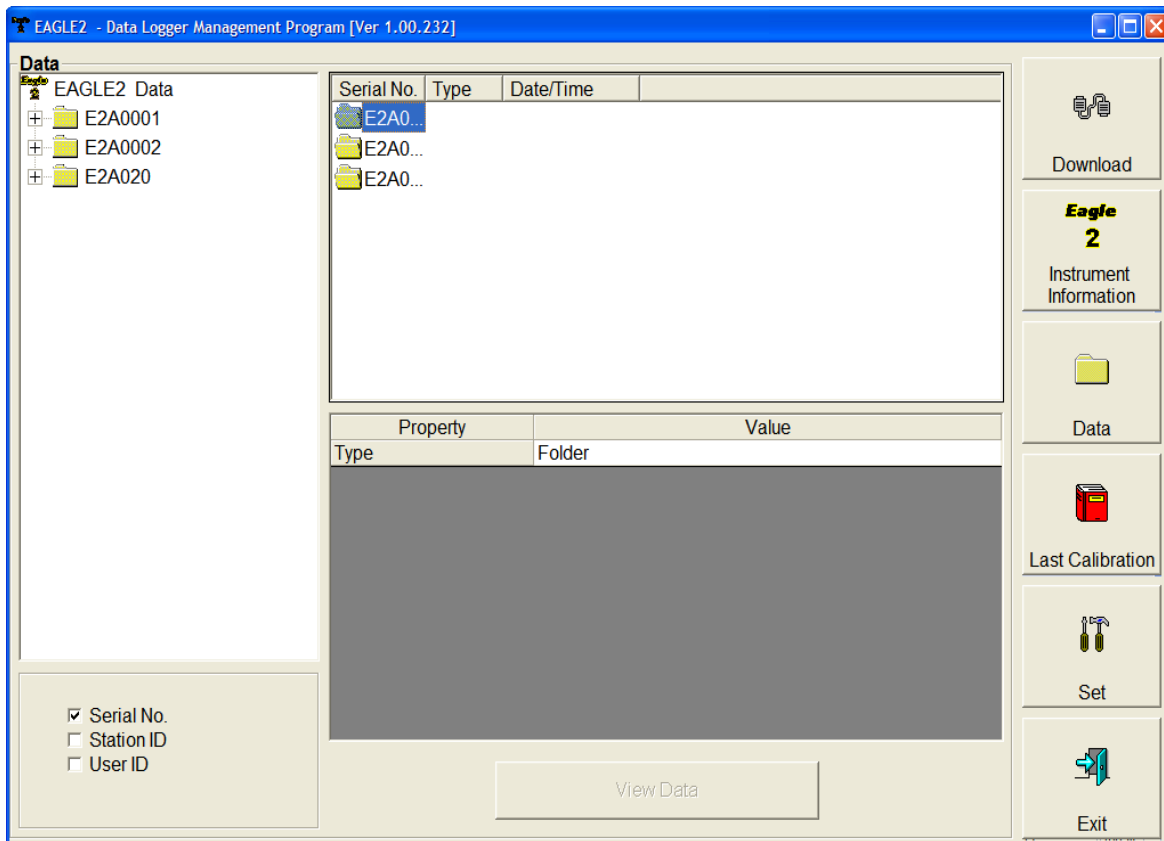 EAGLE2 - Data Logger Management Program [Ver 1.00.232]
Data
EAGLE2 Data
E2A0001
E2A0002
E2A020
Serial No. Type Date/Time
E2A0...
E2A0...
E2A0...
Property Value
Type Folder
Serial No.
Station ID
User ID
View Data
Download
Eagle
2
Instrument
Information
Data
Last Calibration
Set
Exit